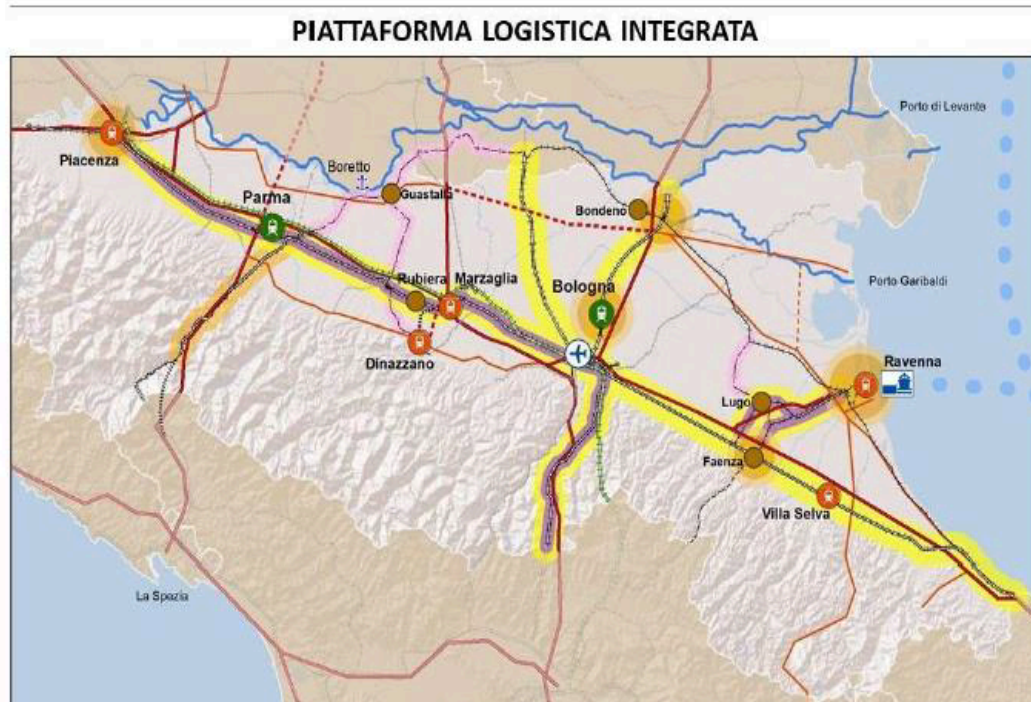 PIATTAFORMA LOGISTICA INTEGRATA
Porto di Levante
Piacenza
Boretto
Parma
Guastalla
Bondeno
Rubiera
Marzaglia
Bologna
Porto Garibaldi
Dinazzano
Ravenna
Lugo
Faenza
Villa Selva
La Spezia